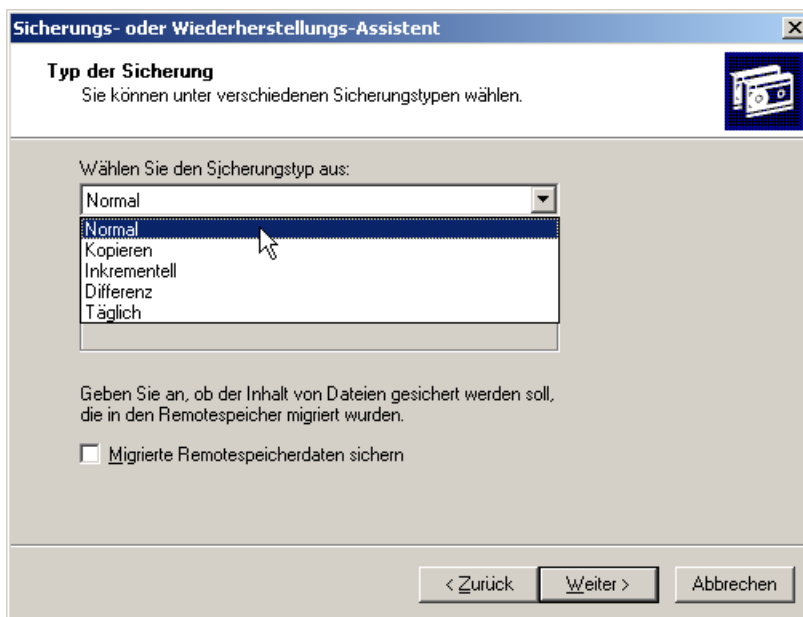 Sicherungs- oder Wiederherstellungs-Assistent
Typ der Sicherung
Sie können unter verschiedenen Sicherungstypen wählen.
Wählen Sie den Sicherungstyp aus:
Normal
Normal
Kopieren
Inkrementell
Differenz
Täglich
Geben Sie an, ob der Inhalt von Dateien gesichert werden soll,
die in den Remotespeicher migriert wurden.
Migrierte Remotespeicherdaten sichern
< Zurück
Weiter >
Abbrechen